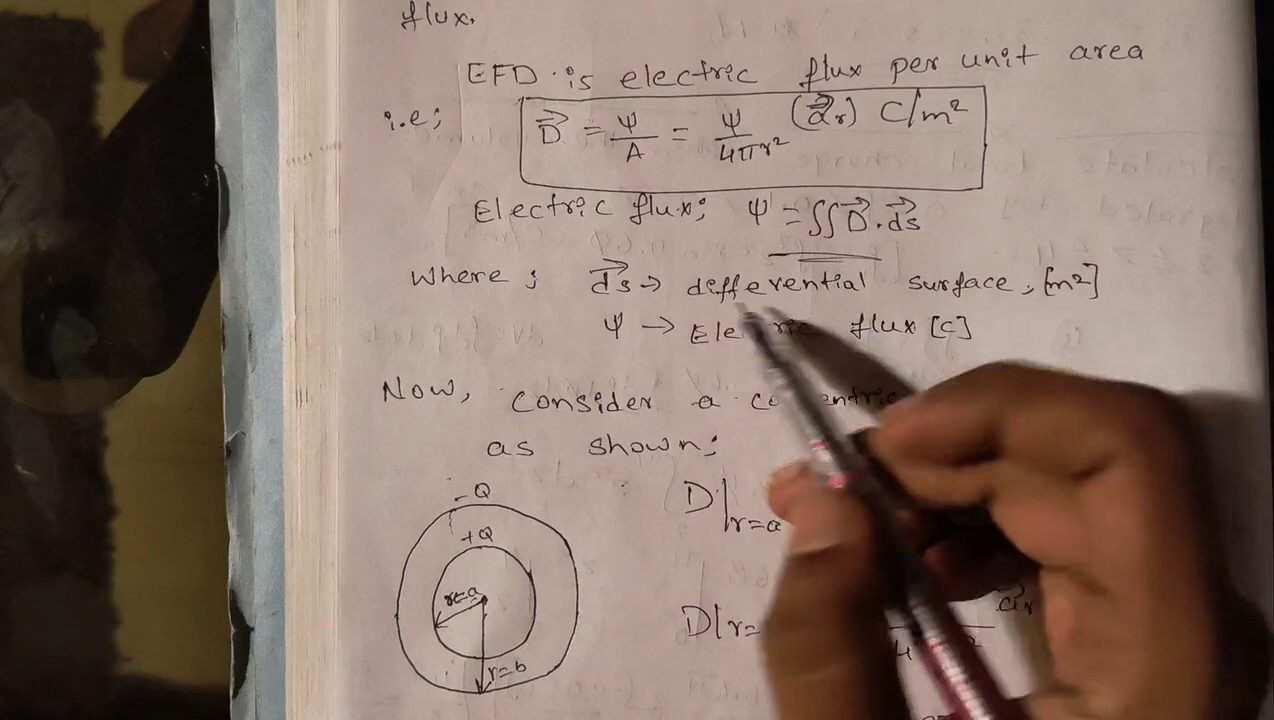 flux.
EFD is electric flux per unit area
i.e; D⃗ = Ψ/A = Ψ/4πr² (a⃗r) C/m²
Electric flux; Ψ = ∬D⃗.ds⃗
where; ds⃗ → differential surface, [m²]
Ψ → Electric flux [C]
Now, consider a
as shown;
-Q
+Q
r=a
r=b
D|r=a
D|r=
a⃗r